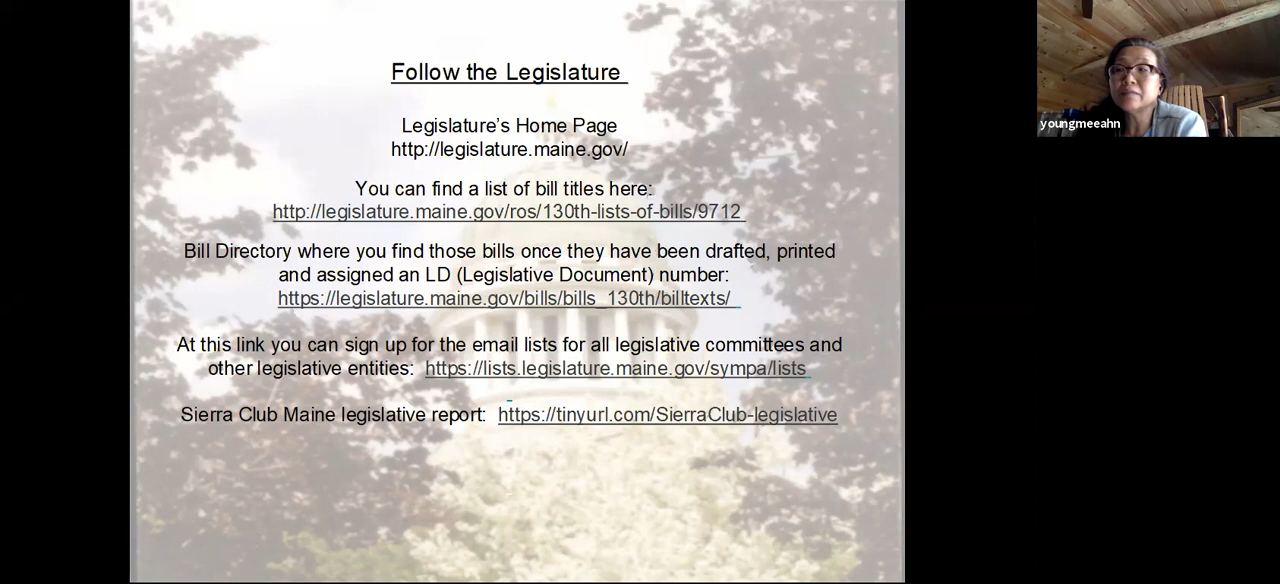 Follow the Legislature
Legislature’s Home Page
http://legislature.maine.gov/
You can find a list of bill titles here:
http://legislature.maine.gov/ros/130th-lists-of-bills/9712
Bill Directory where you find those bills once they have been drafted, printed
and assigned an LD (Legislative Document) number:
https://legislature.maine.gov/bills/bills_130th/billtexts/
At this link you can sign up for the email lists for all legislative committees and
other legislative entities: https://lists.legislature.maine.gov/sympa/lists
Sierra Club Maine legislative report: https://tinyurl.com/SierraClub-legislative
youngmeeahn